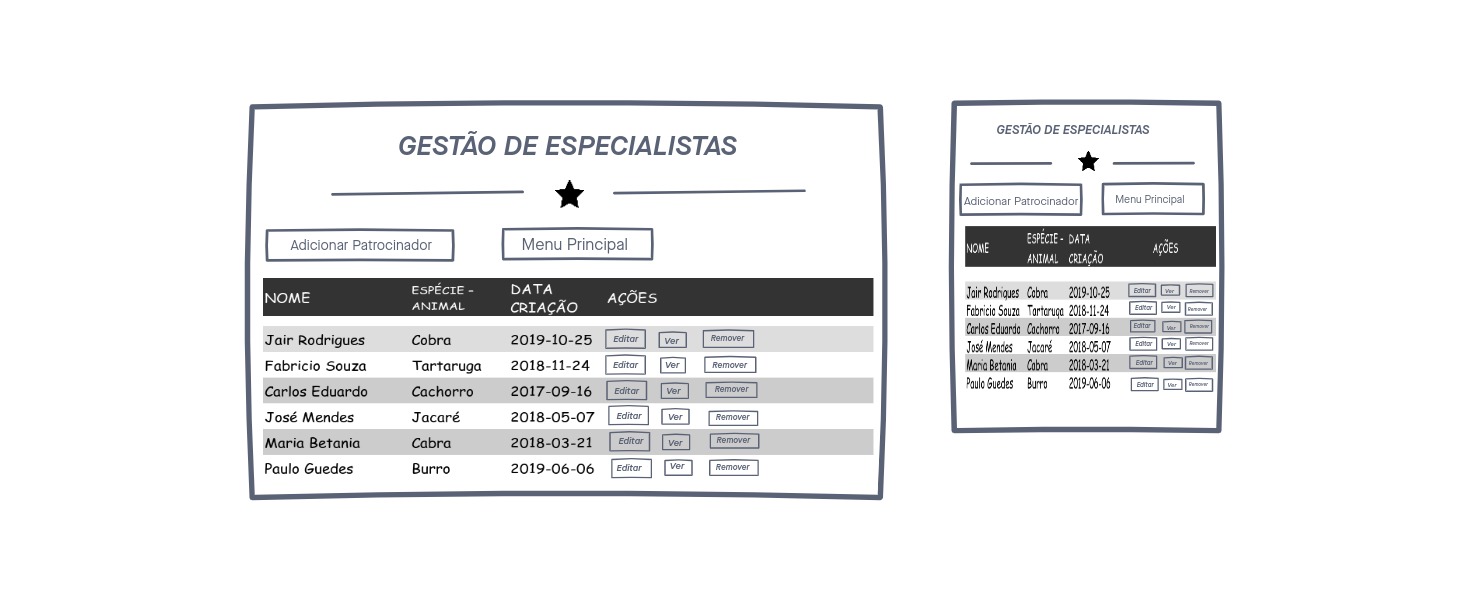 GESTÃO DE ESPECIALISTAS
Adicionar Patrocinador Menu Principal
NOME ESPÉCIE - ANIMAL DATA CRIAÇÃO AÇÕES
Jair Rodrigues Cobra 2019-10-25 Editar Ver Remover
Fabricio Souza Tartaruga 2018-11-24 Editar Ver Remover
Carlos Eduardo Cachorro 2017-09-16 Editar Ver Remover
José Mendes Jacaré 2018-05-07 Editar Ver Remover
Maria Betania Cabra 2018-03-21 Editar Ver Remover
Paulo Guedes Burro 2019-06-06 Editar Ver Remover
GESTÃO DE ESPECIALISTAS
Adicionar Patrocinador Menu Principal
NOME ESPÉCIE - ANIMAL DATA CRIAÇÃO AÇÕES
Jair Rodrigues Cobra 2019-10-25 Editar Ver Remover
Fabricio Souza Tartaruga 2018-11-24 Editar Ver Remover
Carlos Eduardo Cachorro 2017-09-16 Editar Ver Remover
José Mendes Jacaré 2018-05-07 Editar Ver Remover
Maria Betania Cabra 2018-03-21 Editar Ver Remover
Paulo Guedes Burro 2019-06-06 Editar Ver Remover